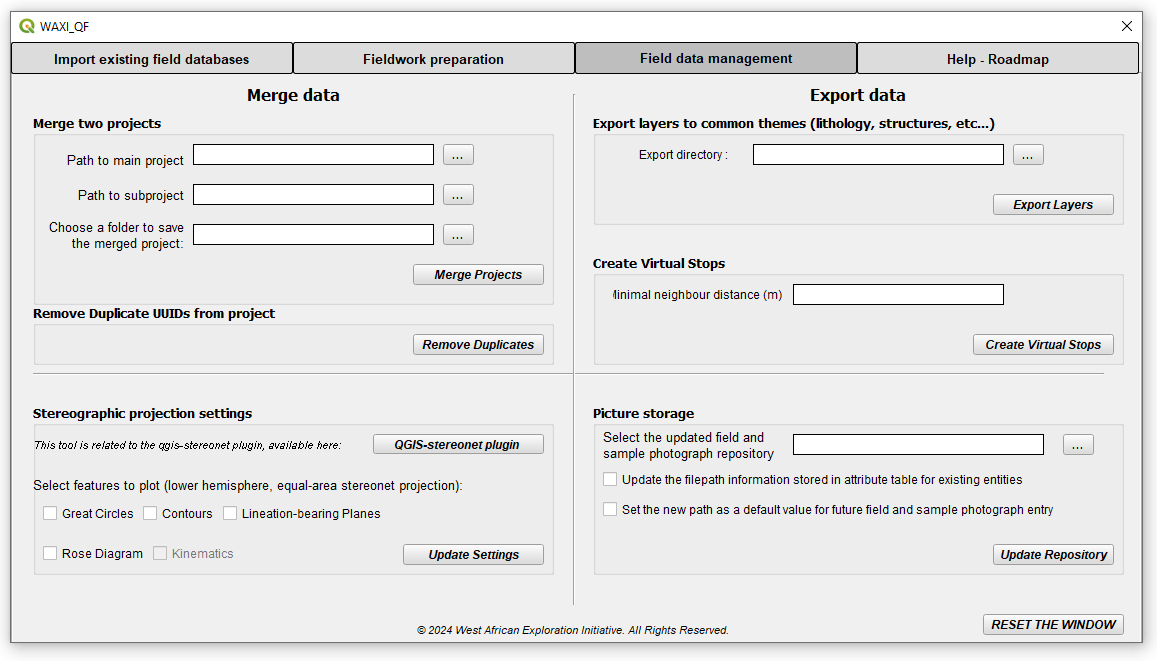 WAXI_QF
Import existing field databases
Fieldwork preparation
Field data management
Help - Roadmap
Merge data
Merge two projects
Path to main project
...
Path to subproject
...
Choose a folder to save
the merged project:
...
Merge Projects
Remove Duplicate UUIDs from project
Remove Duplicates
Stereographic projection settings
This tool is related to the qgis-stereonet plugin, available here:
QGIS-stereonet plugin
Select features to plot (lower hemisphere, equal-area stereonet projection):
Great Circles
Contours
Lineation-bearing Planes
Rose Diagram
Kinematics
Update Settings
Export data
Export layers to common themes (lithology, structures, etc...)
Export directory :
...
Export Layers
Create Virtual Stops
Minimal neighbour distance (m)
Create Virtual Stops
Picture storage
Select the updated field and
sample photograph repository
...
Update the filepath information stored in attribute table for existing entities
Set the new path as a default value for future field and sample photograph entry
Update Repository
© 2024 West African Exploration Initiative. All Rights Reserved.
RESET THE WINDOW